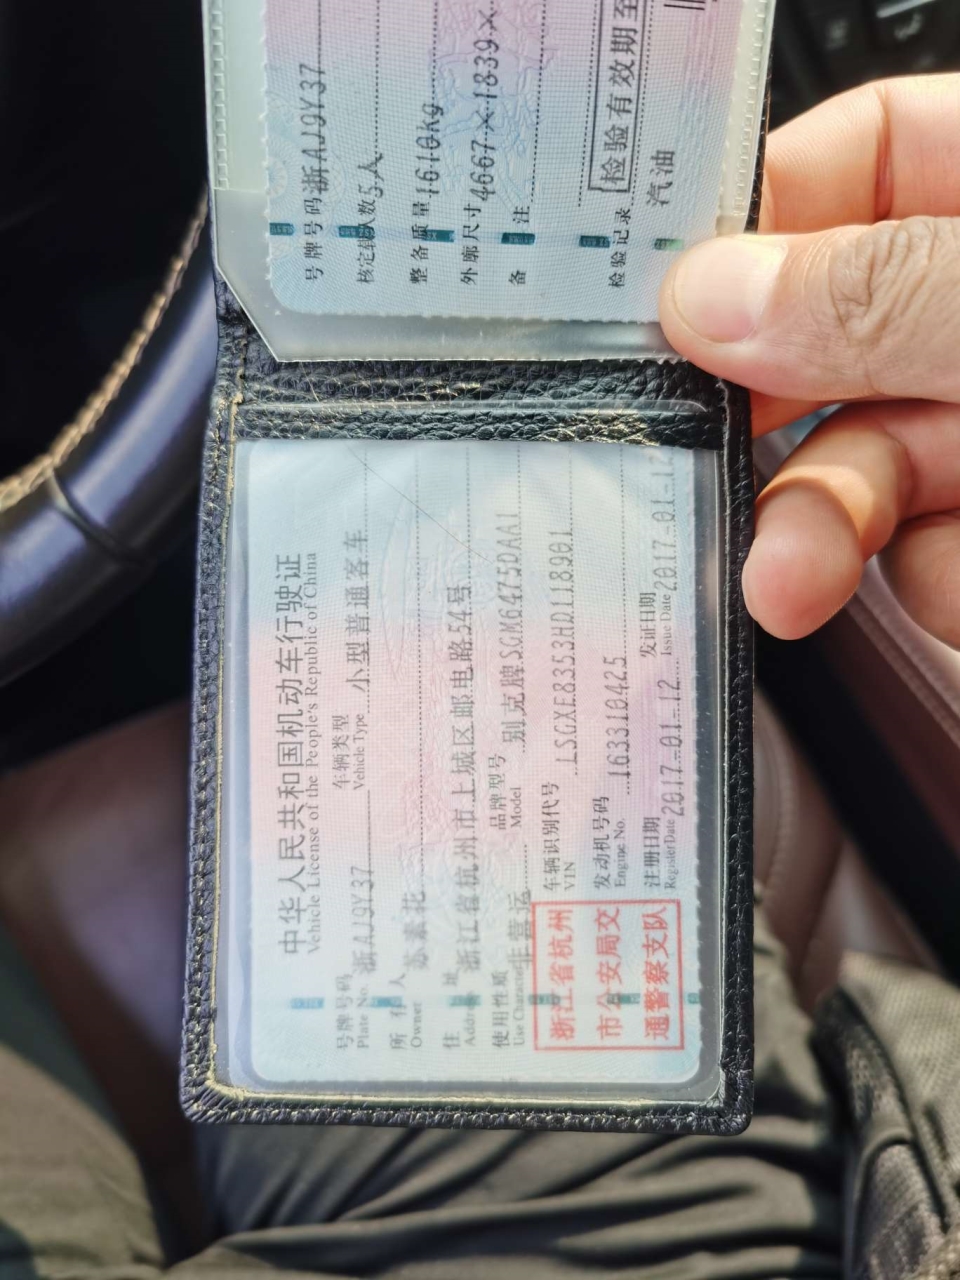 号牌号码 浙AJ9Y37
核定载人数 5人
整备质量 1610kg
外廓尺寸 4667×1839×
备 注
检验记录 检验有效期至
汽油
中华人民共和国机动车行驶证
Vehicle License of the People's Republic of China
号牌号码 浙AJ9Y37 车辆类型 小型普通客车
Plate No. Vehicle Type
所有人 苏素花
Owner
住 址 浙江省杭州市上城区邮电路54号
Address
使用性质 非营运 品牌型号 别克牌SGM6475DAA1
Use Character Model
浙江省杭州
市公安局交
通警察支队
车辆识别代号 LSGXE8353HD118901
VIN
发动机号码 163310425
Engine No.
注册日期 2017-01-12 发证日期 2017-01-12
Register Date Issue Date